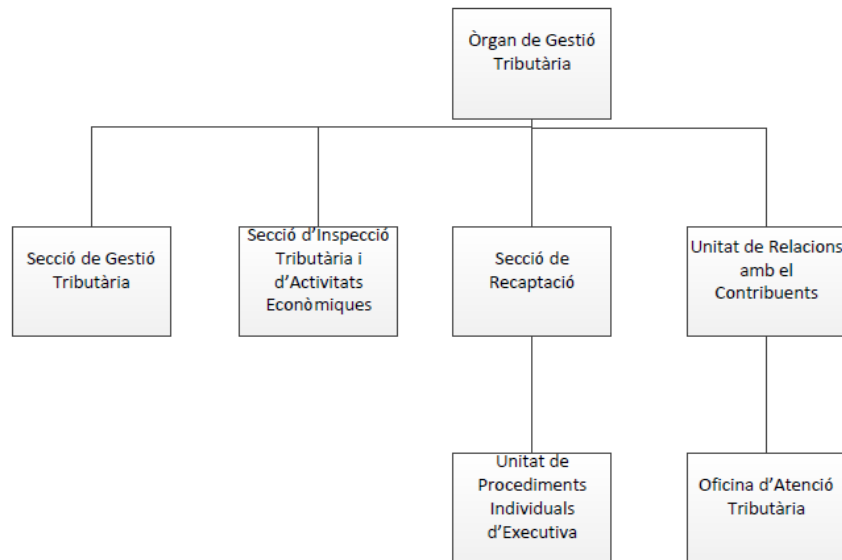 Òrgan de Gestió
Tributària
Secció de Gestió
Tributària
Secció d'Inspecció
Tributària i
d'Activitats
Econòmiques
Secció de
Recaptació
Unitat de Relacions
amb el
Contribuents
Unitat de
Procediments
Individuals
d'Executiva
Oficina d'Atenció
Tributària